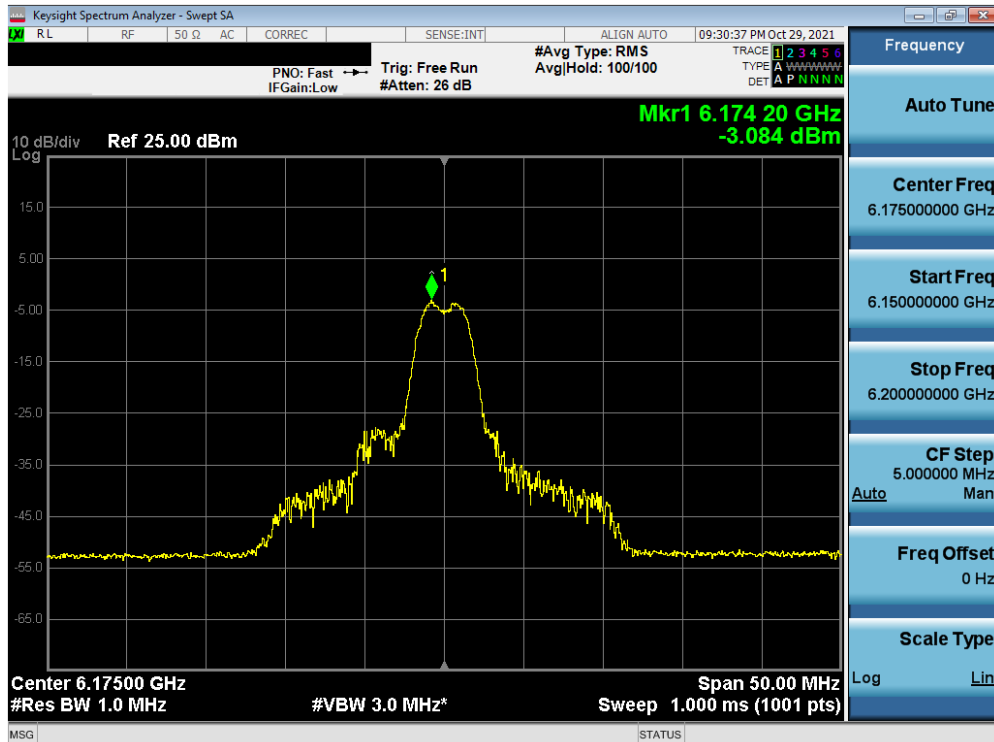 Keysight Spectrum Analyzer - Swept SA
LXI RL RF 50 Ω AC CORREC SENSE:INT ALIGN AUTO 09:30:37 PM Oct 29, 2021
PNO: Fast
IFGain:Low
Trig: Free Run
#Atten: 26 dB
#Avg Type: RMS
Avg|Hold: 100/100
TRACE 1 2 3 4 5 6
TYPE A WWWWW
DET A P N N N N
Mkr1 6.174 20 GHz
-3.084 dBm
10 dB/div Ref 25.00 dBm
Log
15.0
5.00
1
-5.00
-15.0
-25.0
-35.0
-45.0
-55.0
-65.0
Center 6.17500 GHz Span 50.00 MHz
#Res BW 1.0 MHz #VBW 3.0 MHz* Sweep 1.000 ms (1001 pts)
MSG STATUS
Frequency
Auto Tune
Center Freq
6.175000000 GHz
Start Freq
6.150000000 GHz
Stop Freq
6.200000000 GHz
CF Step
5.000000 MHz
Auto Man
Freq Offset
0 Hz
Scale Type
Log Lin